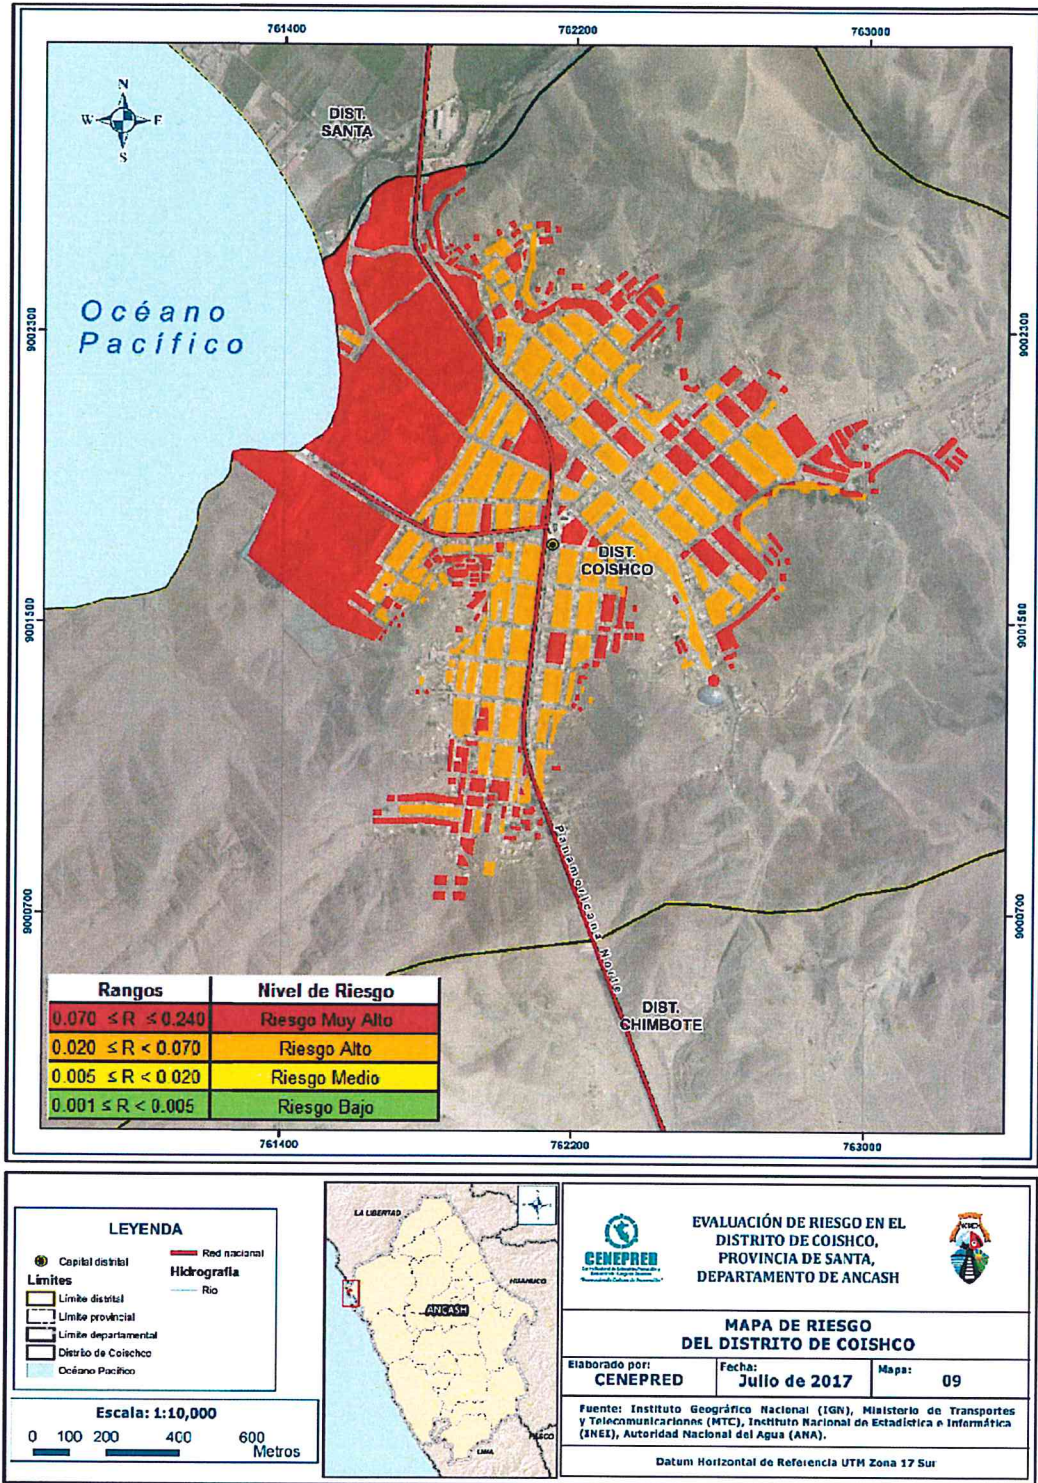 761400
762200
763000
N
W
E
S
DIST.
SANTA
Océano
Pacífico
9002300
9002300
DIST.
COISHCO
9001500
9001500
Panamericana Norte
9000700
9000700
DIST.
CHIMBOTE
Rangos
Nivel de Riesgo
0.070 ≤ R ≤ 0.240
Riesgo Muy Alto
0.020 ≤ R < 0.070
Riesgo Alto
0.005 ≤ R < 0.020
Riesgo Medio
0.001 ≤ R < 0.005
Riesgo Bajo
761400
762200
763000
LEYENDA
Capital distrital
Red nacional
Límites
Hidrografía
Límite distrital
Río
Límite provincial
Límite departamental
Distrito de Coischco
Océano Pacífico
Escala: 1:10,000
0 100 200 400 600
Metros
LA LIBERTAD
HUANUCO
ANCASH
PASCO
LIMA
CENEPRED
EVALUACIÓN DE RIESGO EN EL
DISTRITO DE COISHCO,
PROVINCIA DE SANTA,
DEPARTAMENTO DE ANCASH
MAPA DE RIESGO
DEL DISTRITO DE COISHCO
Elaborado por:
CENEPRED
Fecha:
Julio de 2017
Mapa:
09
Fuente: Instituto Geográfico Nacional (IGN), Ministerio de Transportes
y Telecomunicaciones (MTC), Instituto Nacional de Estadística e Informática
(INEI), Autoridad Nacional del Agua (ANA).
Datum Horizontal de Referencia UTM Zona 17 Sur